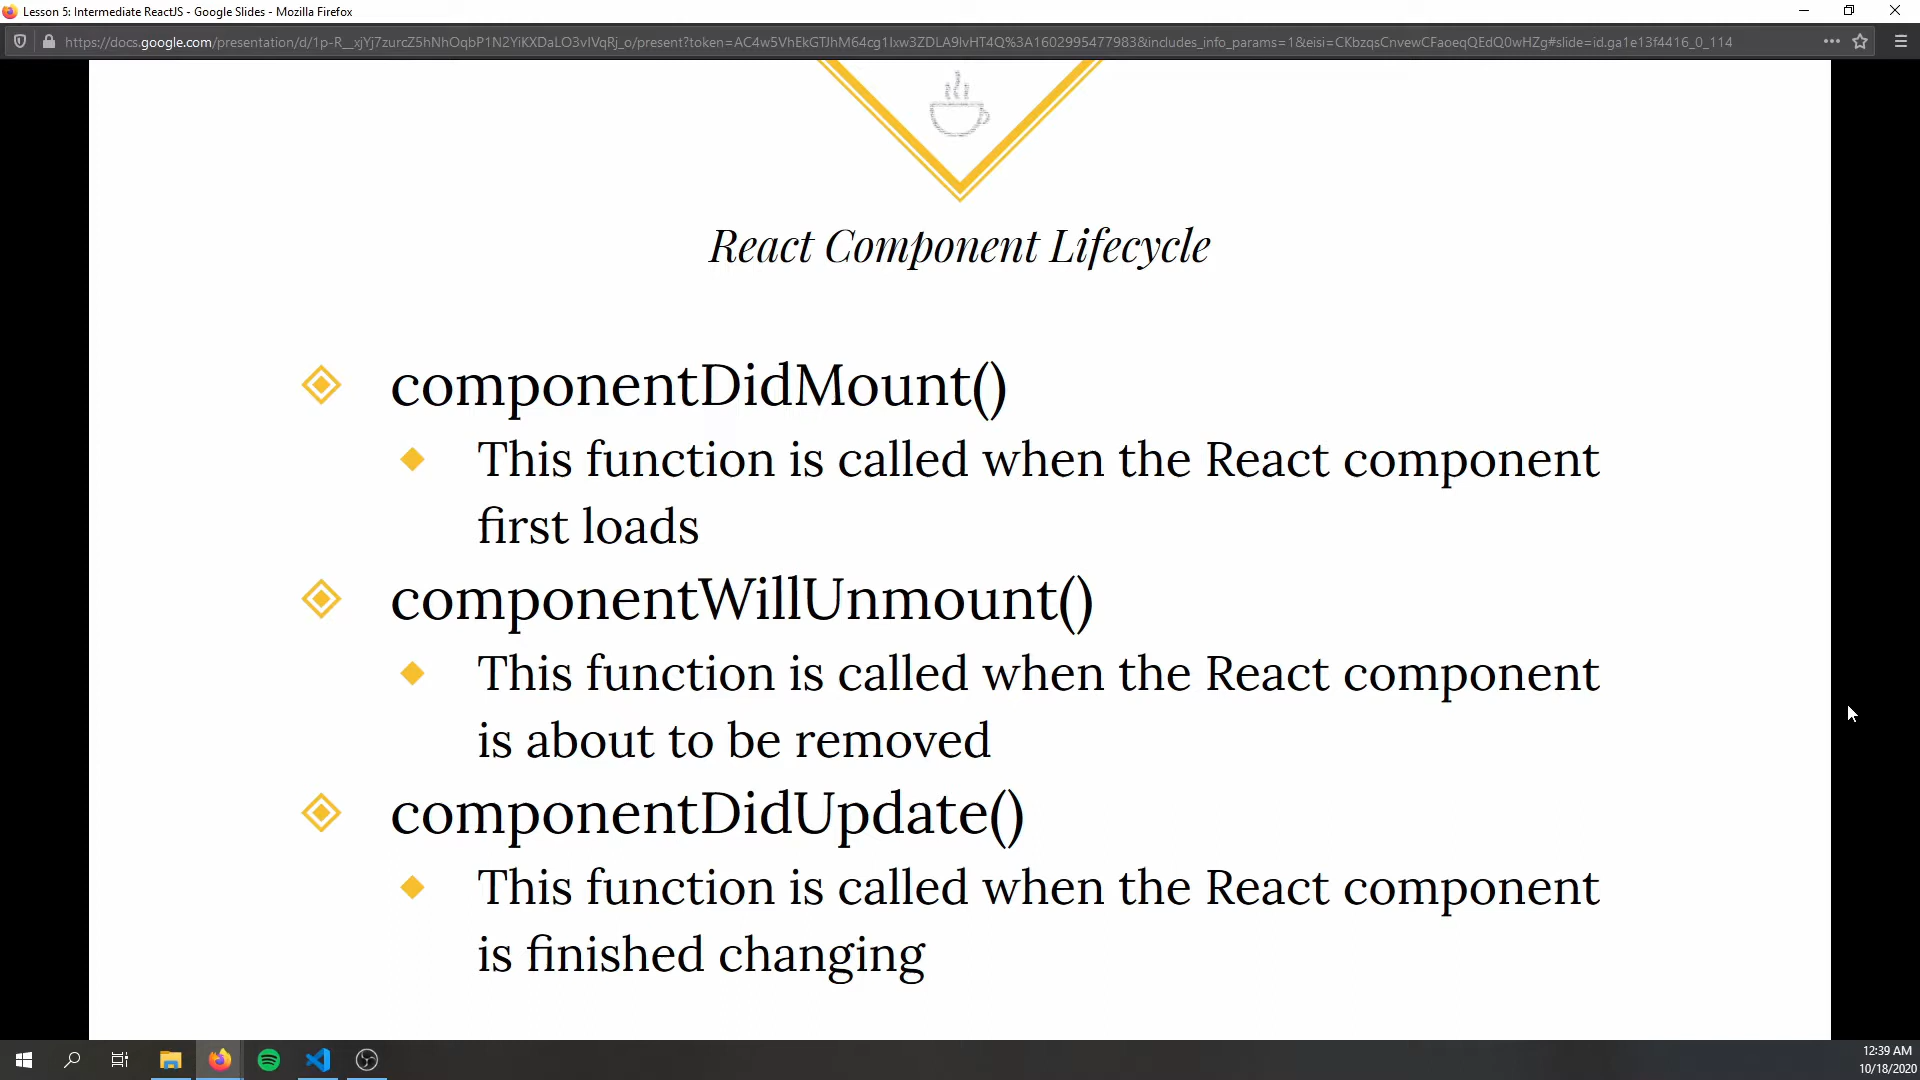 Lesson 5: Intermediate ReactJS - Google Slides - Mozilla Firefox
https://docs.google.com/presentation/d/1p-R__xjYj7zurcZ5hNhOqbP1N2YiKXDaLO3vIVqRj_o/present?token=AC4w5VhEkGTJhM64cg1Ixw3ZDLA9lvHT4Q%3A1602995477983&includes_info_params=1&eisi=CKbzqsCnvewCFaoeqQEdQ0wHZg#slide=id.ga1e13f4416_0_114
React Component Lifecycle
componentDidMount()
This function is called when the React component
first loads
componentWillUnmount()
This function is called when the React component
is about to be removed
componentDidUpdate()
This function is called when the React component
is finished changing
12:39 AM
10/18/2020